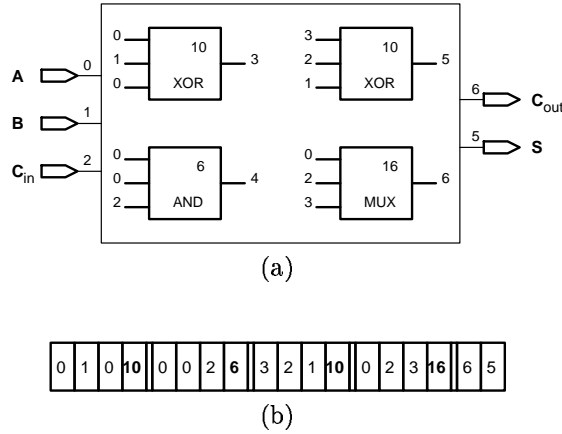 0 10 3 10
A 0 1 3 2 5
0 XOR 1 XOR
6 C_out
B 1
5 S
C_in 2 0 6 0 16
0 4 2 6
2 AND 3 MUX
(a)
0 1 0 10 0 0 2 6 3 2 1 10 0 2 3 16 6 5
(b)